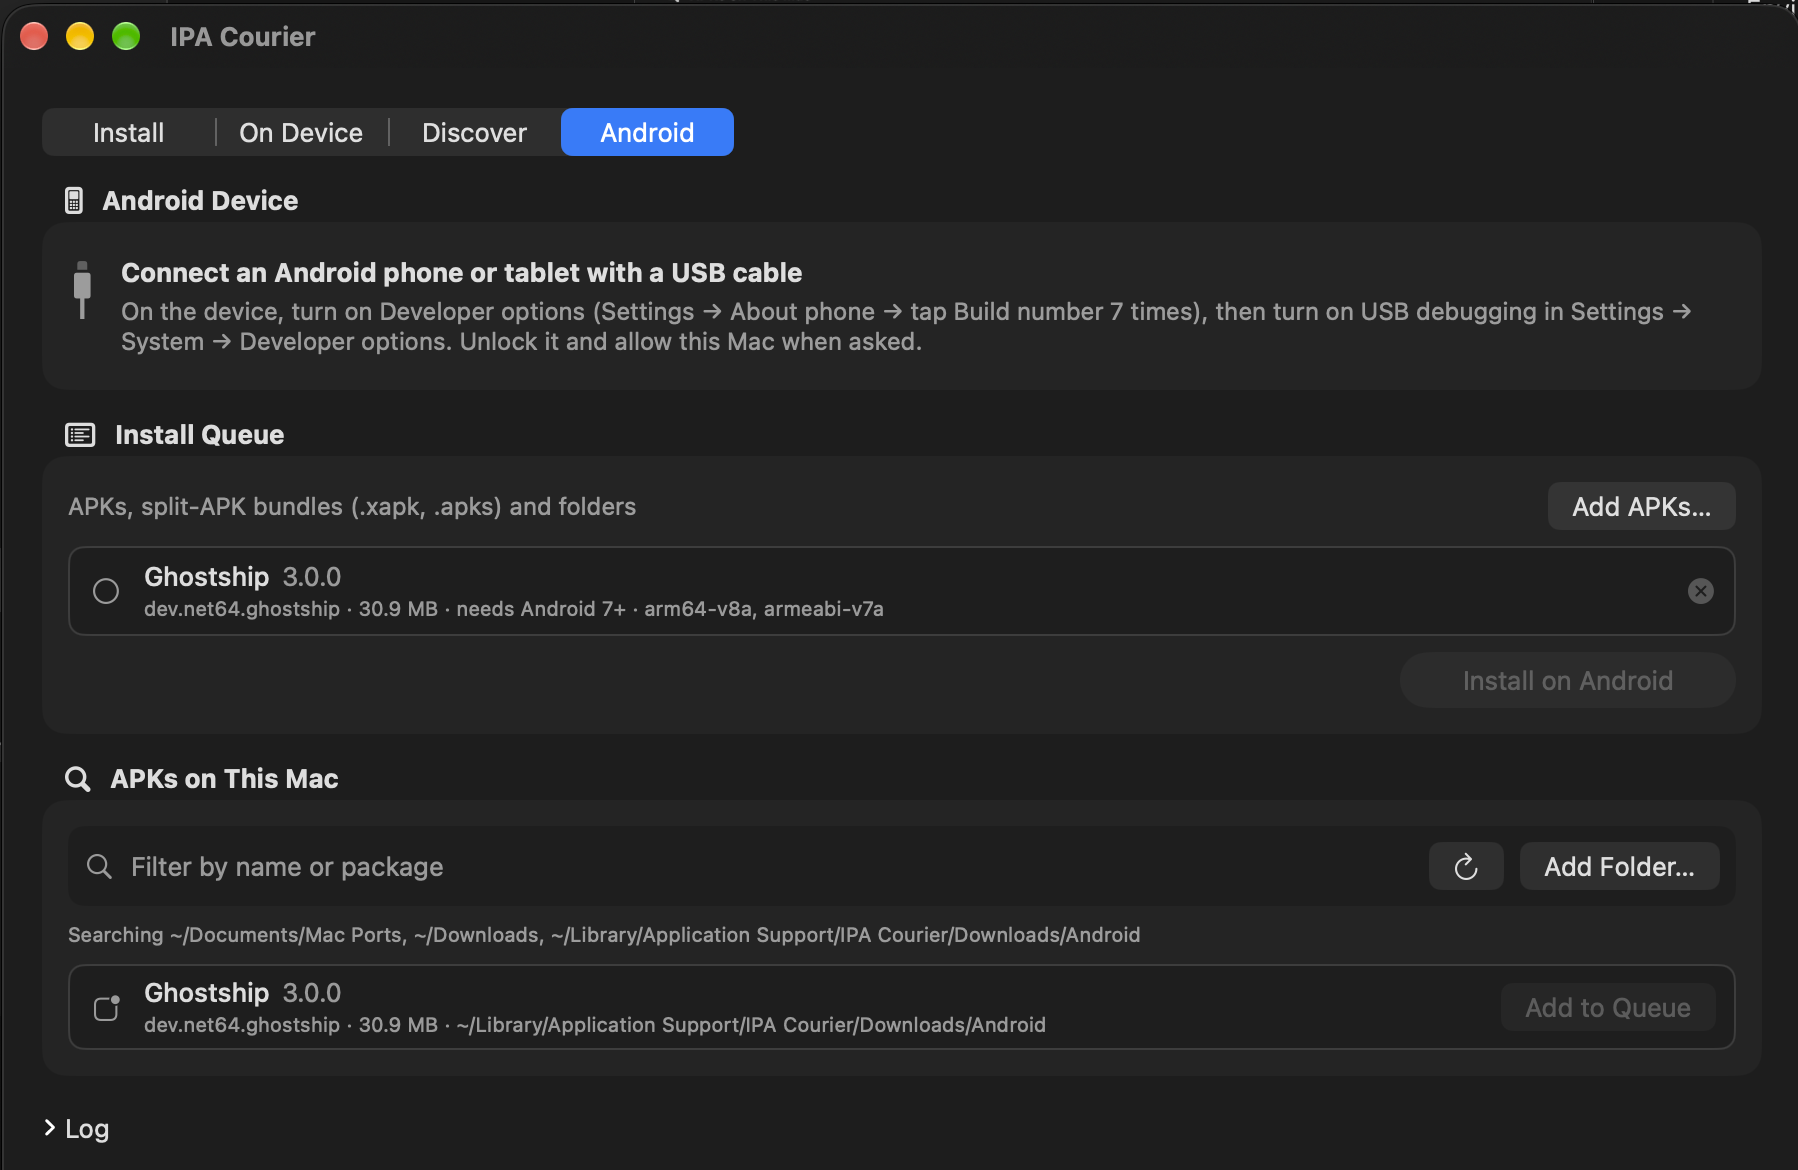 IPA Courier
Install
On Device
Discover
Android
Android Device
Connect an Android phone or tablet with a USB cable
On the device, turn on Developer options (Settings → About phone → tap Build number 7 times), then turn on USB debugging in Settings →
System → Developer options. Unlock it and allow this Mac when asked.
Install Queue
APKs, split-APK bundles (.xapk, .apks) and folders
Add APKs...
Ghostship 3.0.0
dev.net64.ghostship · 30.9 MB · needs Android 7+ · arm64-v8a, armeabi-v7a
Install on Android
APKs on This Mac
Filter by name or package
Add Folder...
Searching ~/Documents/Mac Ports, ~/Downloads, ~/Library/Application Support/IPA Courier/Downloads/Android
Ghostship 3.0.0
dev.net64.ghostship · 30.9 MB · ~/Library/Application Support/IPA Courier/Downloads/Android
Add to Queue
Log